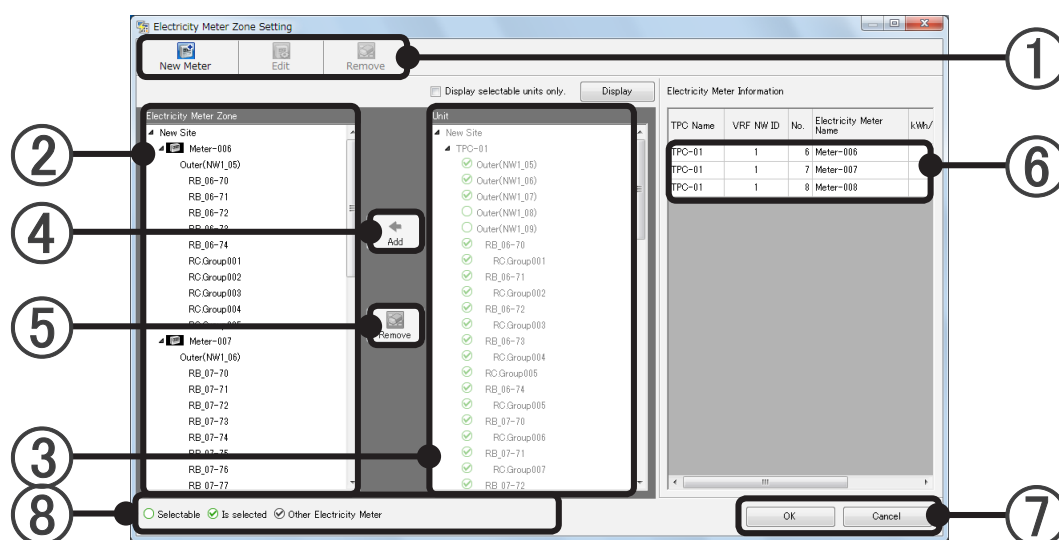 Electricity Meter Zone Setting
New Meter Edit Remove
1
Display selectable units only. Display
Electricity Meter Information
Electricity Meter Zone
Unit
TPC Name VRF NW ID No. Electricity Meter Name kWh/
TPC-01 1 6 Meter-006
TPC-01 1 7 Meter-007
TPC-01 1 8 Meter-008
6
2
New Site
Meter-006
Outer(NW1_05)
RB_06-70
RB_06-71
RB_06-72
RB_06-73
RB_06-74
RC.Group001
RC.Group002
RC.Group003
RC.Group004
RC.Group005
Meter-007
Outer(NW1_06)
RB_07-70
RB_07-71
RB_07-72
RB_07-73
RB_07-74
RB_07-75
RB_07-76
RB_07-77
4
Add
5
Remove
New Site
TPC-01
Outer(NW1_05)
Outer(NW1_06)
Outer(NW1_07)
Outer(NW1_08)
Outer(NW1_09)
RB_06-70
RC.Group001
RB_06-71
RC.Group002
RB_06-72
RC.Group003
RB_06-73
RC.Group004
RC.Group005
RB_06-74
RC.Group005
RB_07-70
RC.Group006
RB_07-71
RC.Group007
RB_07-72
3
8
Selectable Is selected Other Electricity Meter
OK Cancel
7